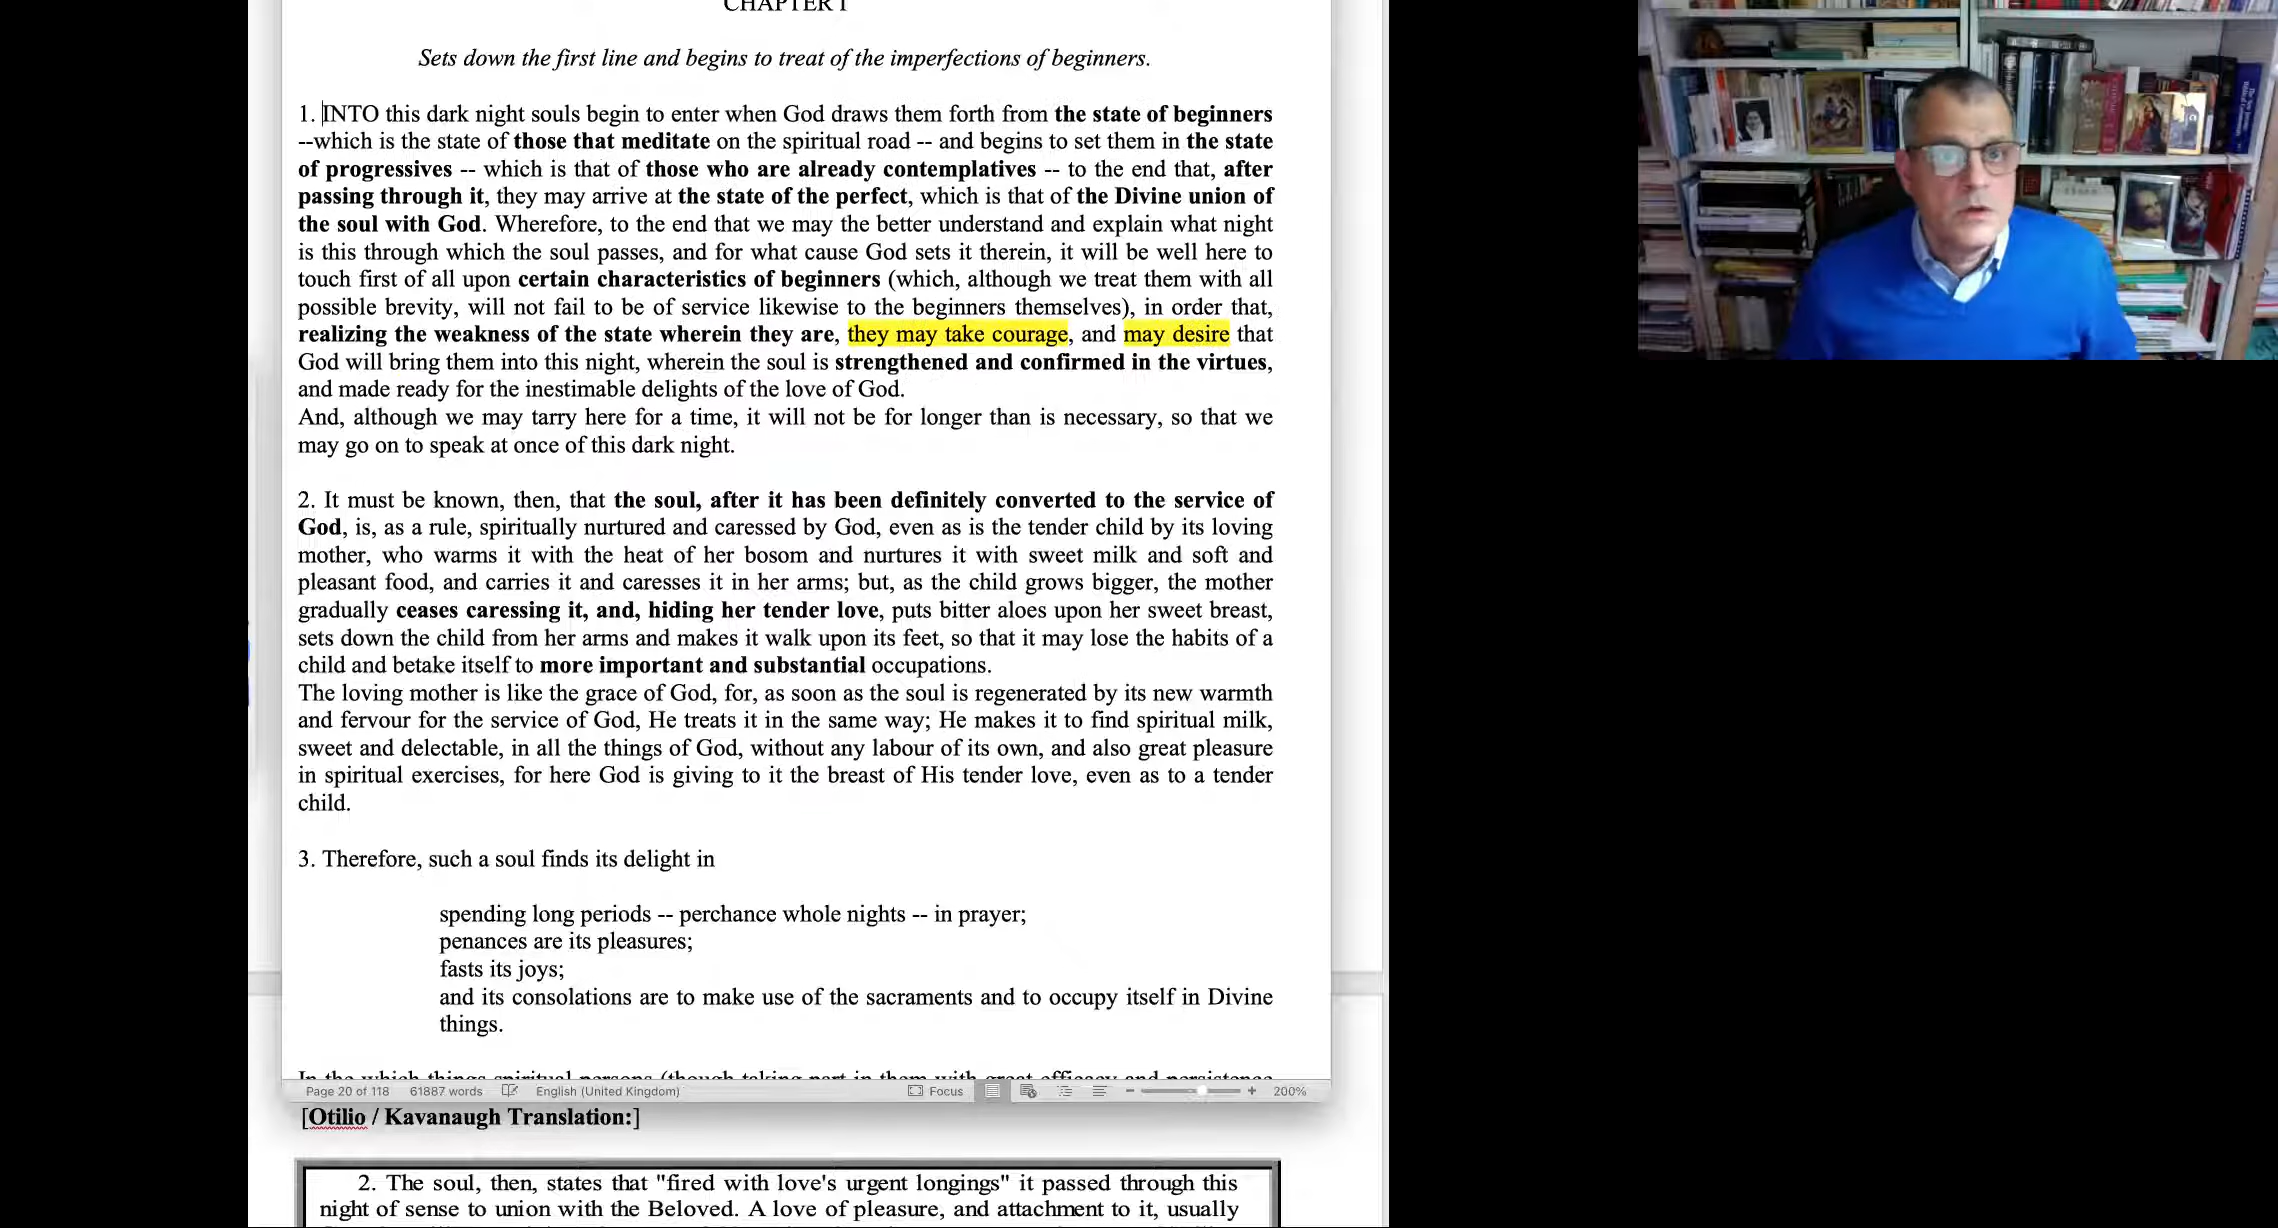 CHAPTER I
Sets down the first line and begins to treat of the imperfections of beginners.
1. INTO this dark night souls begin to enter when God draws them forth from the state of beginners
--which is the state of those that meditate on the spiritual road -- and begins to set them in the state
of progressives -- which is that of those who are already contemplatives -- to the end that, after
passing through it, they may arrive at the state of the perfect, which is that of the Divine union of
the soul with God. Wherefore, to the end that we may the better understand and explain what night
is this through which the soul passes, and for what cause God sets it therein, it will be well here to
touch first of all upon certain characteristics of beginners (which, although we treat them with all
possible brevity, will not fail to be of service likewise to the beginners themselves), in order that,
realizing the weakness of the state wherein they are, they may take courage, and may desire that
God will bring them into this night, wherein the soul is strengthened and confirmed in the virtues,
and made ready for the inestimable delights of the love of God.
And, although we may tarry here for a time, it will not be for longer than is necessary, so that we
may go on to speak at once of this dark night.
2. It must be known, then, that the soul, after it has been definitely converted to the service of
God, is, as a rule, spiritually nurtured and caressed by God, even as is the tender child by its loving
mother, who warms it with the heat of her bosom and nurtures it with sweet milk and soft and
pleasant food, and carries it and caresses it in her arms; but, as the child grows bigger, the mother
gradually ceases caressing it, and, hiding her tender love, puts bitter aloes upon her sweet breast,
sets down the child from her arms and makes it walk upon its feet, so that it may lose the habits of a
child and betake itself to more important and substantial occupations.
The loving mother is like the grace of God, for, as soon as the soul is regenerated by its new warmth
and fervour for the service of God, He treats it in the same way; He makes it to find spiritual milk,
sweet and delectable, in all the things of God, without any labour of its own, and also great pleasure
in spiritual exercises, for here God is giving to it the breast of His tender love, even as to a tender
child.
3. Therefore, such a soul finds its delight in
spending long periods -- perchance whole nights -- in prayer;
penances are its pleasures;
fasts its joys;
and its consolations are to make use of the sacraments and to occupy itself in Divine
things.
In the which things spiritual persons (though taking part in them with great efficacy and persistence
Page 20 of 118 61887 words English (United Kingdom) Focus 200%
[Otilio / Kavanaugh Translation:]
2. The soul, then, states that "fired with love's urgent longings" it passed through this
night of sense to union with the Beloved. A love of pleasure, and attachment to it, usually